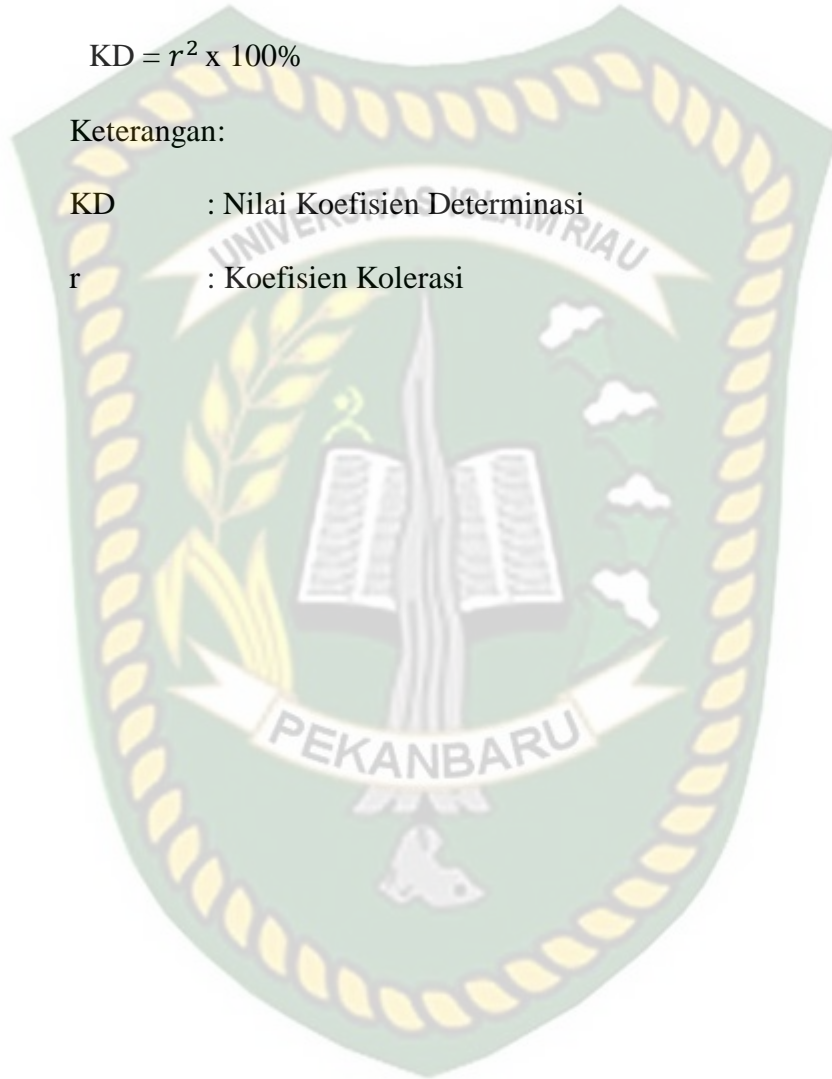 KD = 𝑟² x 100%
Keterangan:
KD : Nilai Koefisien Determinasi
UNIVERSITAS ISLAM RIAU
r : Koefisien Kolerasi
PEKANBARU